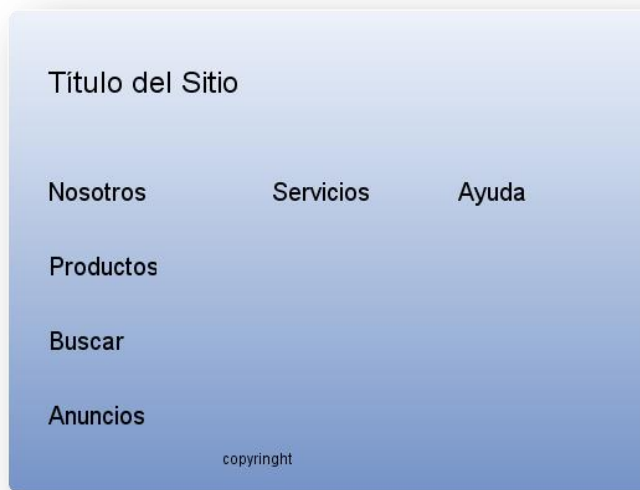 Título del Sitio
Nosotros Servicios Ayuda
Productos
Buscar
Anuncios
copyringht